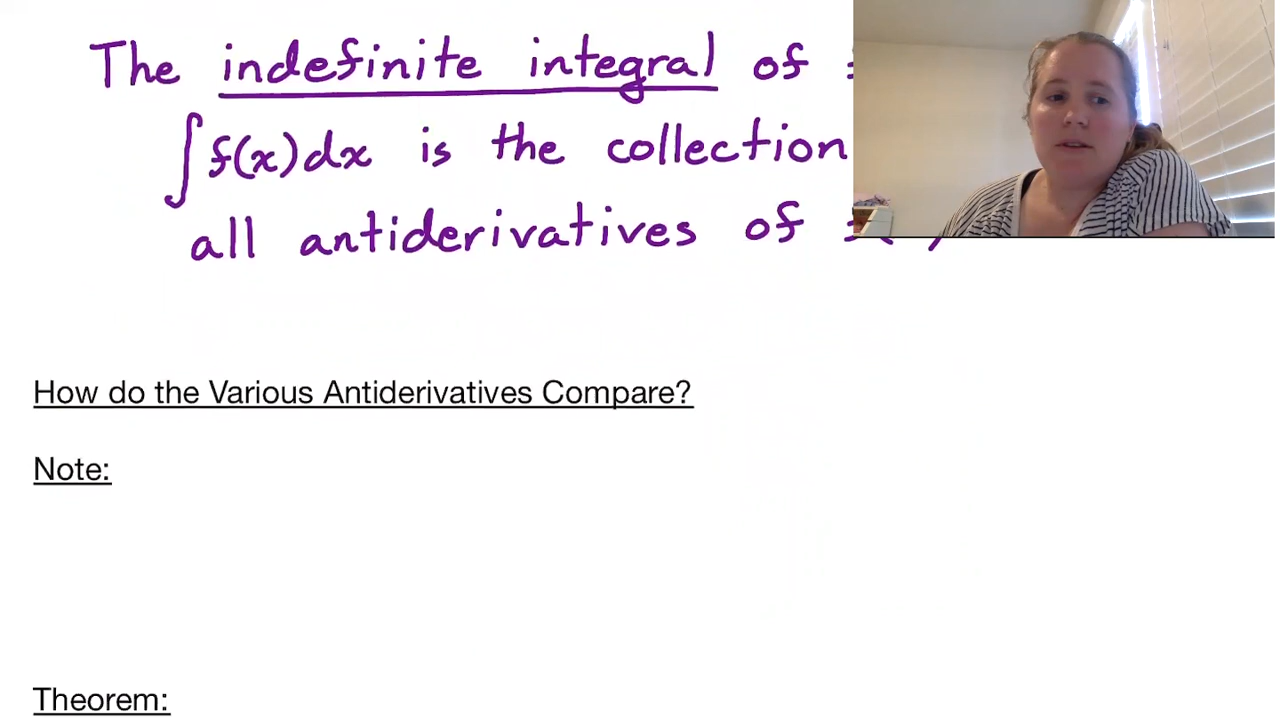 The indefinite integral of
∫f(x)dx is the collection
all antiderivatives of
How do the Various Antiderivatives Compare?
Note:
Theorem: